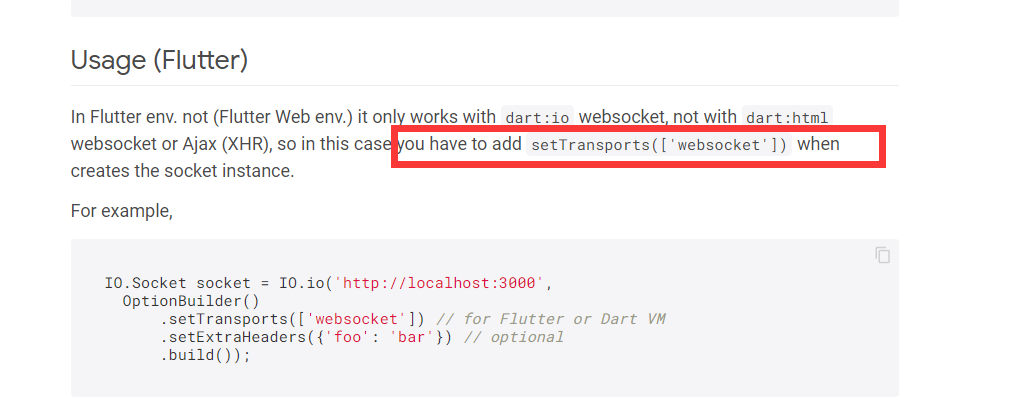 Usage (Flutter)
In Flutter env. not (Flutter Web env.) it only works with dart:io websocket, not with dart:html
websocket or Ajax (XHR), so in this case you have to add setTransports(['websocket']) when
creates the socket instance.
For example,
IO.Socket socket = IO.io('http://localhost:3000',
OptionBuilder()
.setTransports(['websocket']) // for Flutter or Dart VM
.setExtraHeaders({'foo': 'bar'}) // optional
.build());